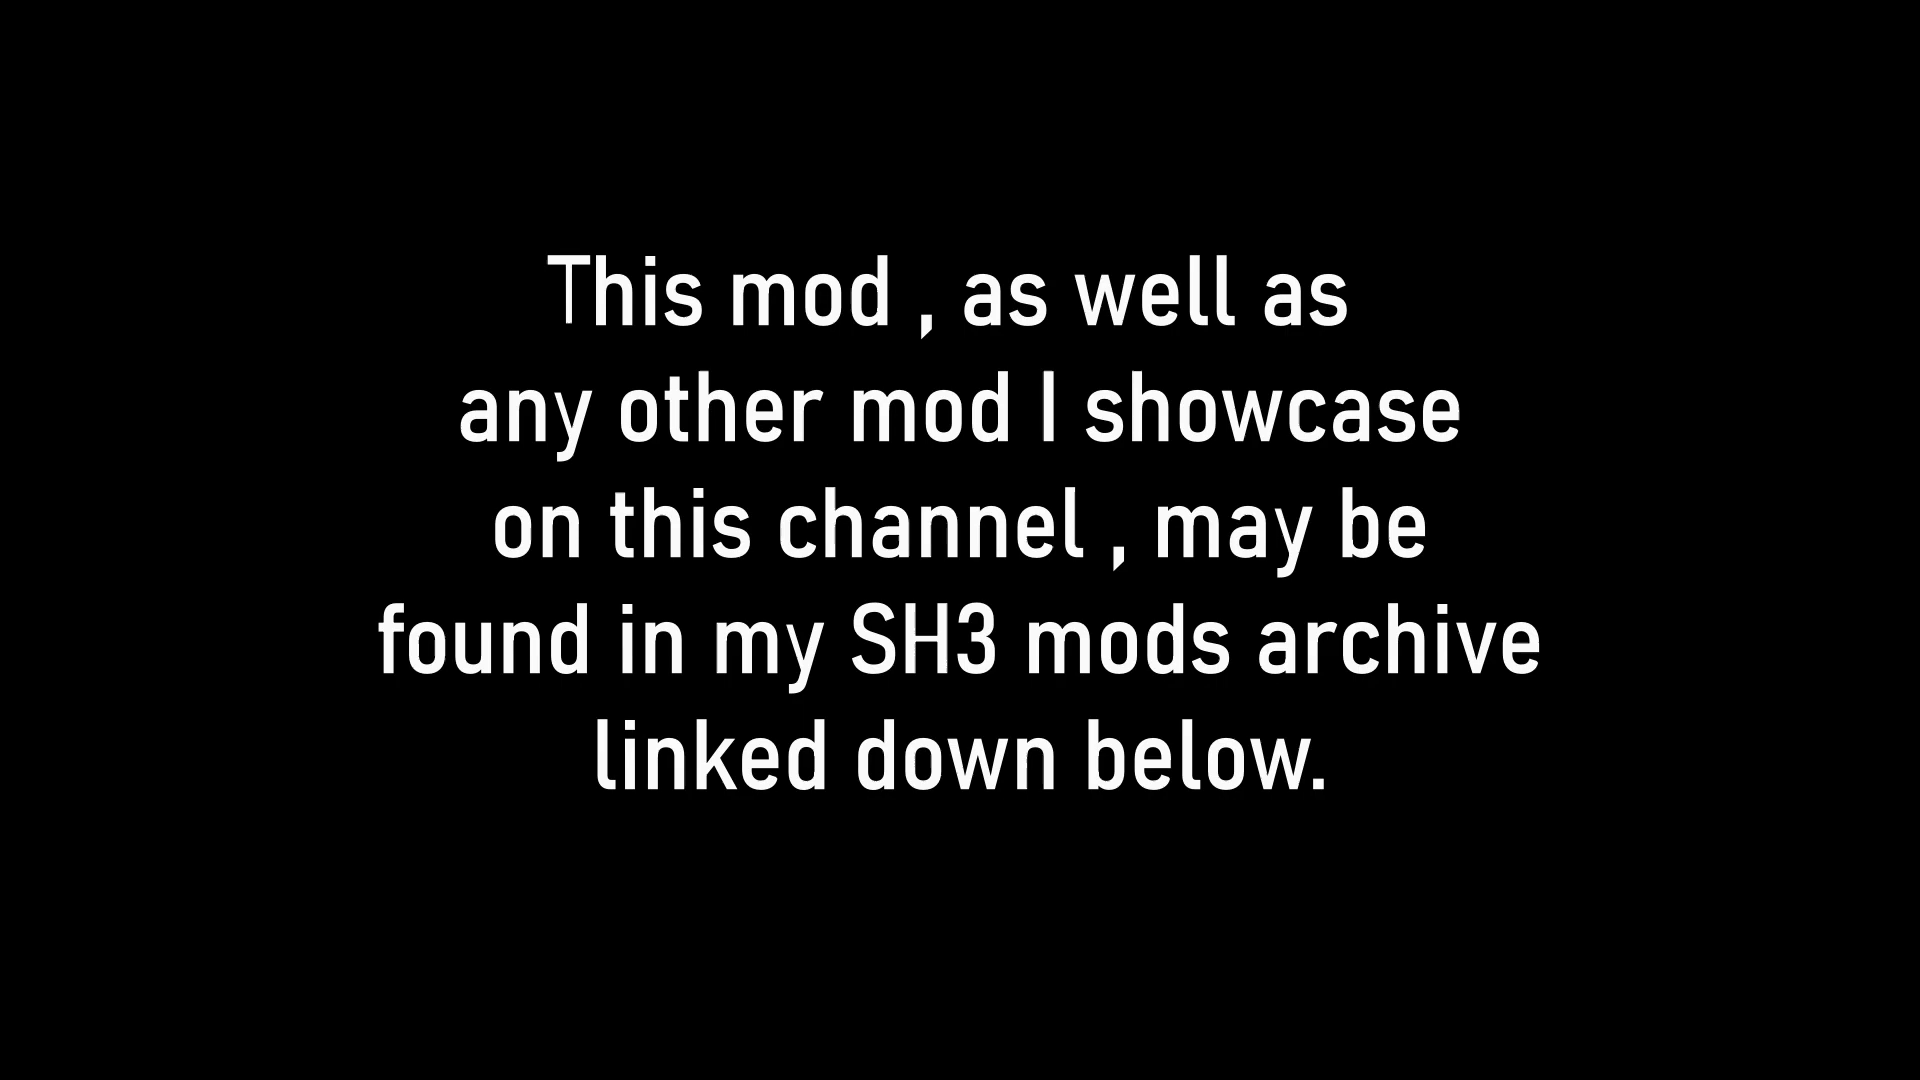 This mod , as well as
any other mod I showcase
on this channel , may be
found in my SH3 mods archive
linked down below.